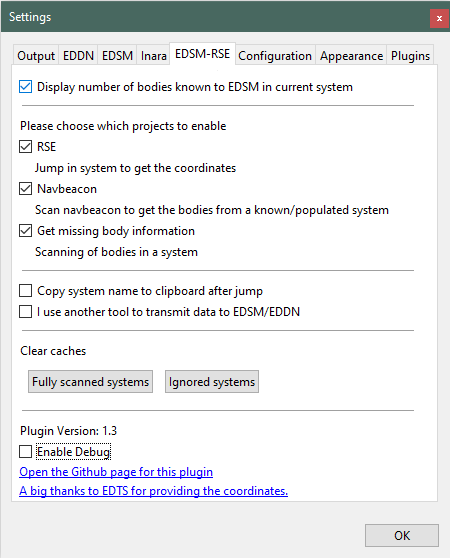 Settings
x
Output EDDN EDSM Inara EDSM-RSE Configuration Appearance Plugins
Display number of bodies known to EDSM in current system
Please choose which projects to enable
RSE
Jump in system to get the coordinates
Navbeacon
Scan navbeacon to get the bodies from a known/populated system
Get missing body information
Scanning of bodies in a system
Copy system name to clipboard after jump
I use another tool to transmit data to EDSM/EDDN
Clear caches
Fully scanned systems Ignored systems
Plugin Version: 1.3
Enable Debug
Open the Github page for this plugin
A big thanks to EDTS for providing the coordinates.
OK